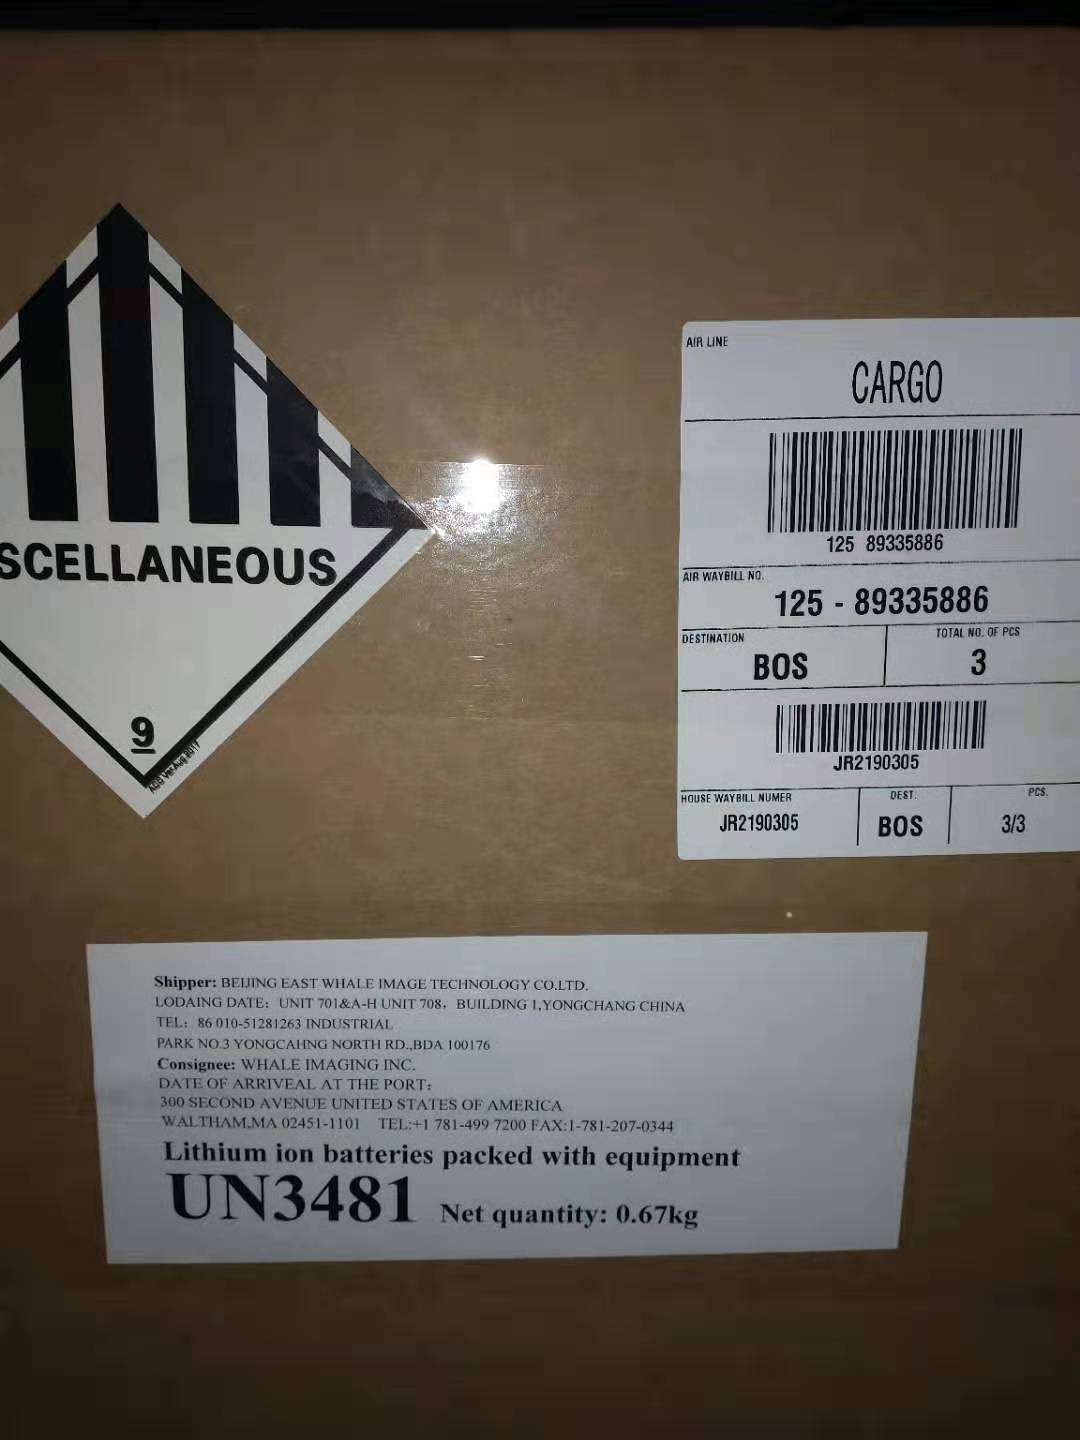 SCELLANEOUS
9
AIR LINE
CARGO
125 89335886
AIR WAYBILL NO.
125 - 89335886
DESTINATION
BOS
TOTAL NO. OF PCS
3
JR2190305
HOUSE WAYBILL NUMER
JR2190305
DEST.
BOS
PCS.
3/3
Shipper: BEIJING EAST WHALE IMAGE TECHNOLOGY CO.LTD.
LODAING DATE: UNIT 701&A-H UNIT 708, BUILDING 1,YONGCHANG CHINA
TEL: 86 010-51281263 INDUSTRIAL
PARK NO.3 YONGCAHNG NORTH RD.,BDA 100176
Consignee: WHALE IMAGING INC.
DATE OF ARRIVEAL AT THE PORT:
300 SECOND AVENUE UNITED STATES OF AMERICA
WALTHAM,MA 02451-1101 TEL:+1 781-499 7200 FAX:1-781-207-0344
Lithium ion batteries packed with equipment
UN3481 Net quantity: 0.67kg